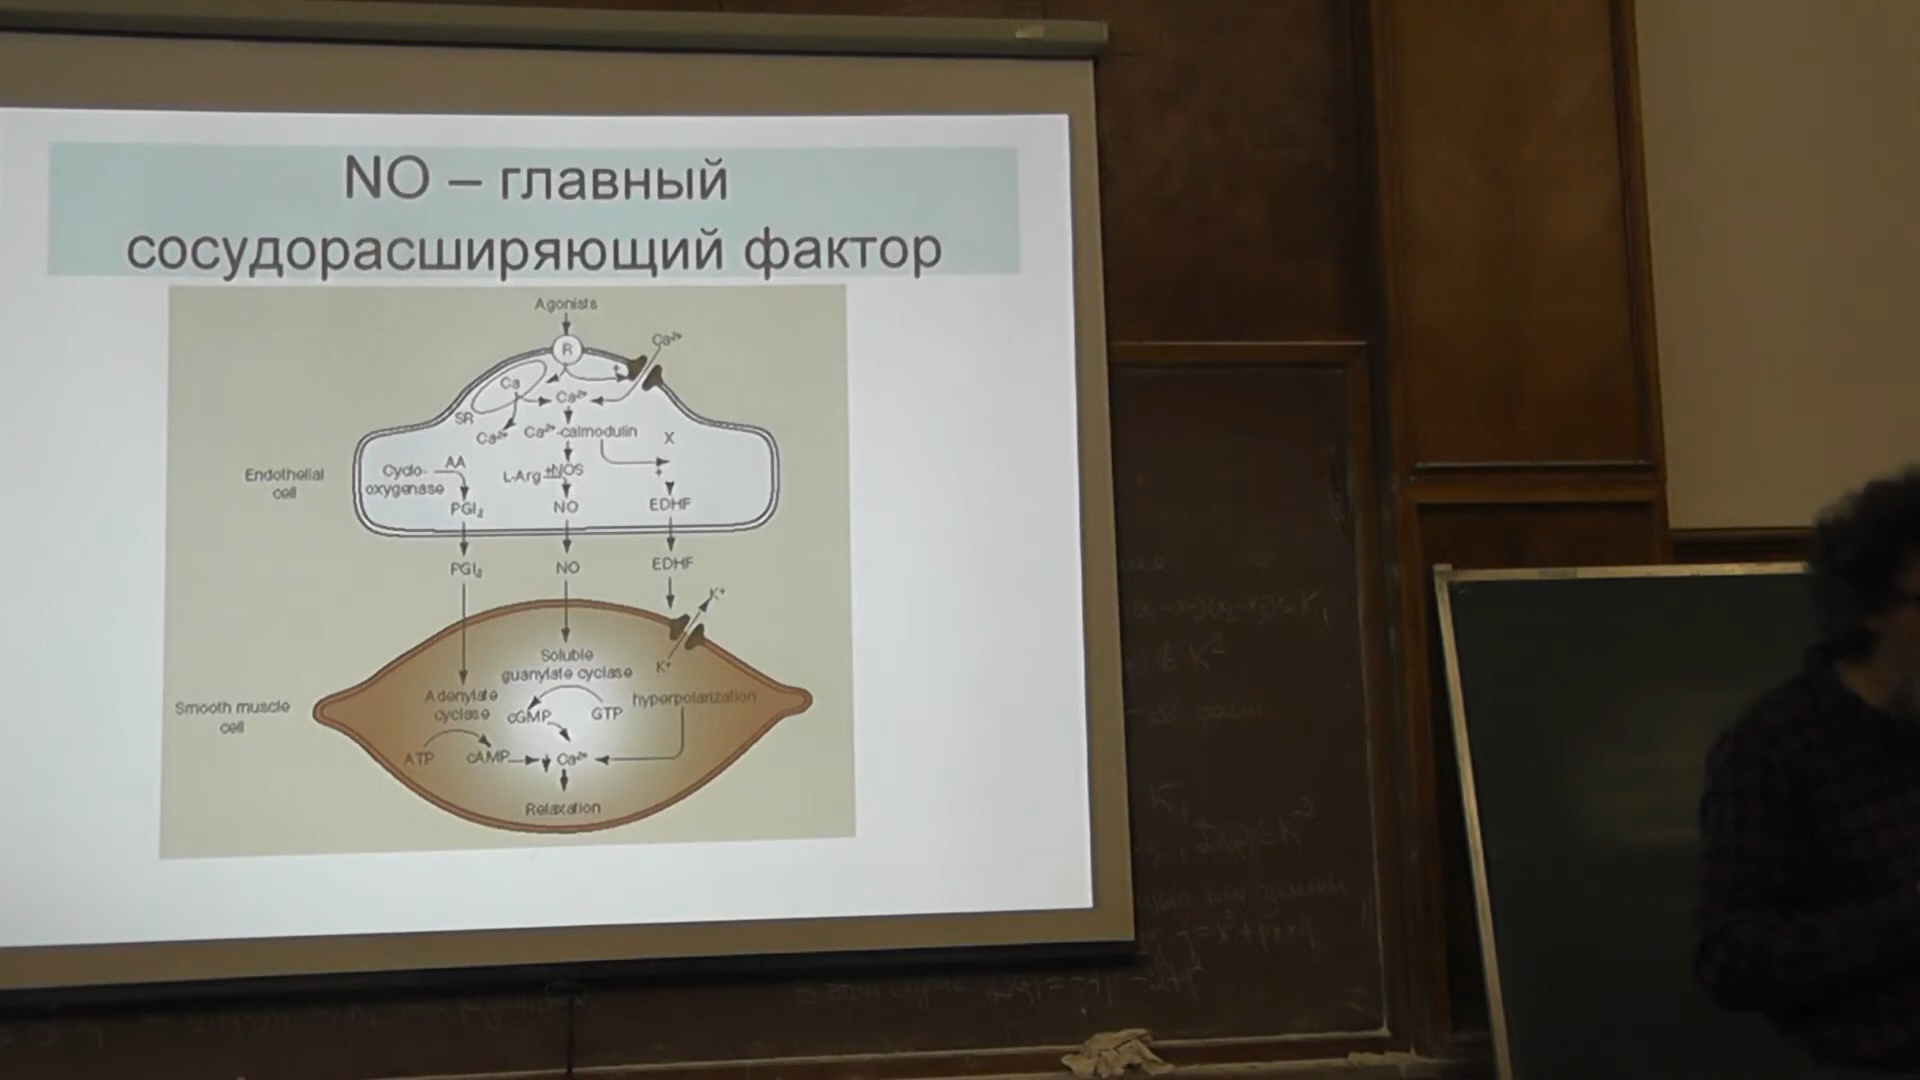 NO – главный
сосудорасширяющий фактор
Agonists
R
Ca²⁺
Ca
Ca²⁺
SR
Ca²⁺
Ca²⁺-calmodulin
X
Endothelial
cell
Cyclo-
oxygenase
AA
L-Arg
+NOS
+
+
PGI₂
NO
EDHF
PGI₂
NO
EDHF
K⁺
Soluble
guanylate cyclase
K⁺
Smooth muscle
cell
Adenylate
cyclase
cGMP
GTP
hyperpolarization
ATP
cAMP
Ca²⁺
Relaxation